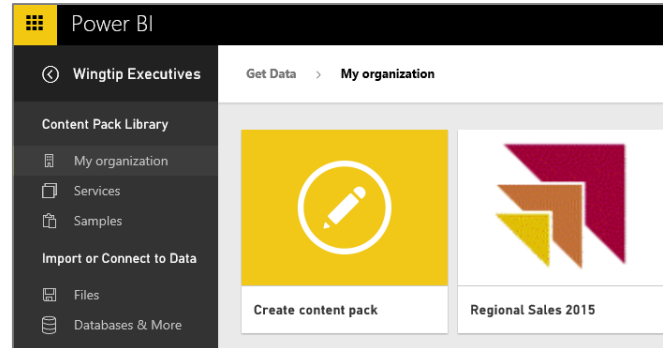 Power BI
Wingtip Executives
Get Data > My organization
Content Pack Library
My organization
Services
Samples
Import or Connect to Data
Files
Databases & More
Create content pack
Regional Sales 2015